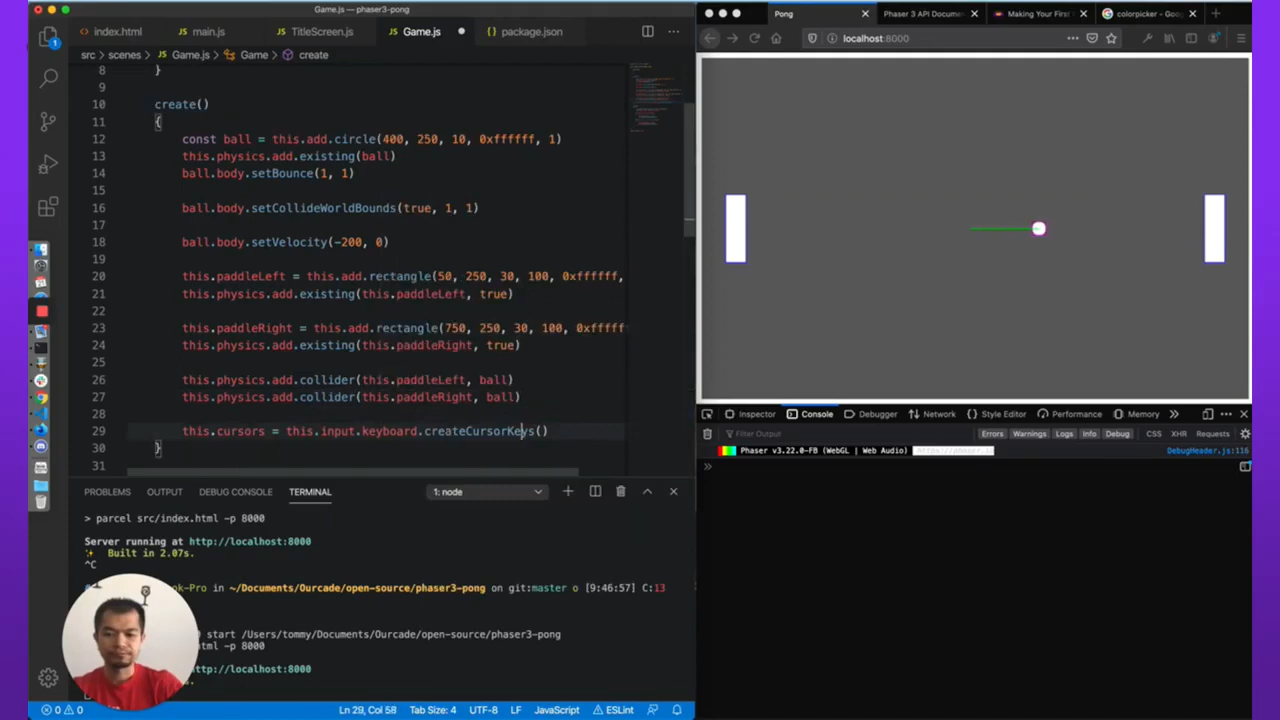 Game.js — phaser3-pong
index.html
main.js
TitleScreen.js
Game.js
package.json
src > scenes > Game.js > Game > create
8 }
9
10 create()
11 {
12 const ball = this.add.circle(400, 250, 10, 0xffffff, 1)
13 this.physics.add.existing(ball)
14 ball.body.setBounce(1, 1)
15
16 ball.body.setCollideWorldBounds(true, 1, 1)
17
18 ball.body.setVelocity(-200, 0)
19
20 this.paddleLeft = this.add.rectangle(50, 250, 30, 100, 0xffffff,
21 this.physics.add.existing(this.paddleLeft, true)
22
23 this.paddleRight = this.add.rectangle(750, 250, 30, 100, 0xfffff
24 this.physics.add.existing(this.paddleRight, true)
25
26 this.physics.add.collider(this.paddleLeft, ball)
27 this.physics.add.collider(this.paddleRight, ball)
28
29 this.cursors = this.input.keyboard.createCursorKeys()
30 }
31
PROBLEMS OUTPUT DEBUG CONSOLE TERMINAL 1: node
> parcel src/index.html -p 8000
Server running at http://localhost:8000
✨ Built in 2.07s.
^C
ok-Pro in ~/Documents/Ourcade/open-source/phaser3-pong on git:master o [9:46:57] C:13
start /Users/tommy/Documents/Ourcade/open-source/phaser3-pong
ml -p 8000
http://localhost:8000
0 0 Ln 29, Col 58 Tab Size: 4 UTF-8 LF JavaScript ESLint
Pong
Phaser 3 API Docume
Making Your First
colorpicker - Goo
localhost:8000
Inspector Console Debugger Network Style Editor Performance Memory
Filter Output Errors Warnings Logs Info Debug CSS XHR Requests
Phaser v3.22.0-FB (WebGL | Web Audio) DebugHeader.js:116